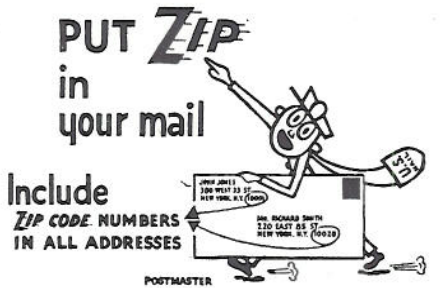 PUT ZIP
in
your mail
Include
ZIP CODE NUMBERS
IN ALL ADDRESSES
JOHN JONES
300 WEST 33 ST
NEW YORK, N.Y. 10001
MR. RICHARD SMITH
220 EAST 85 ST
NEW YORK, N.Y. 10028
U.S.
MAIL
POSTMASTER